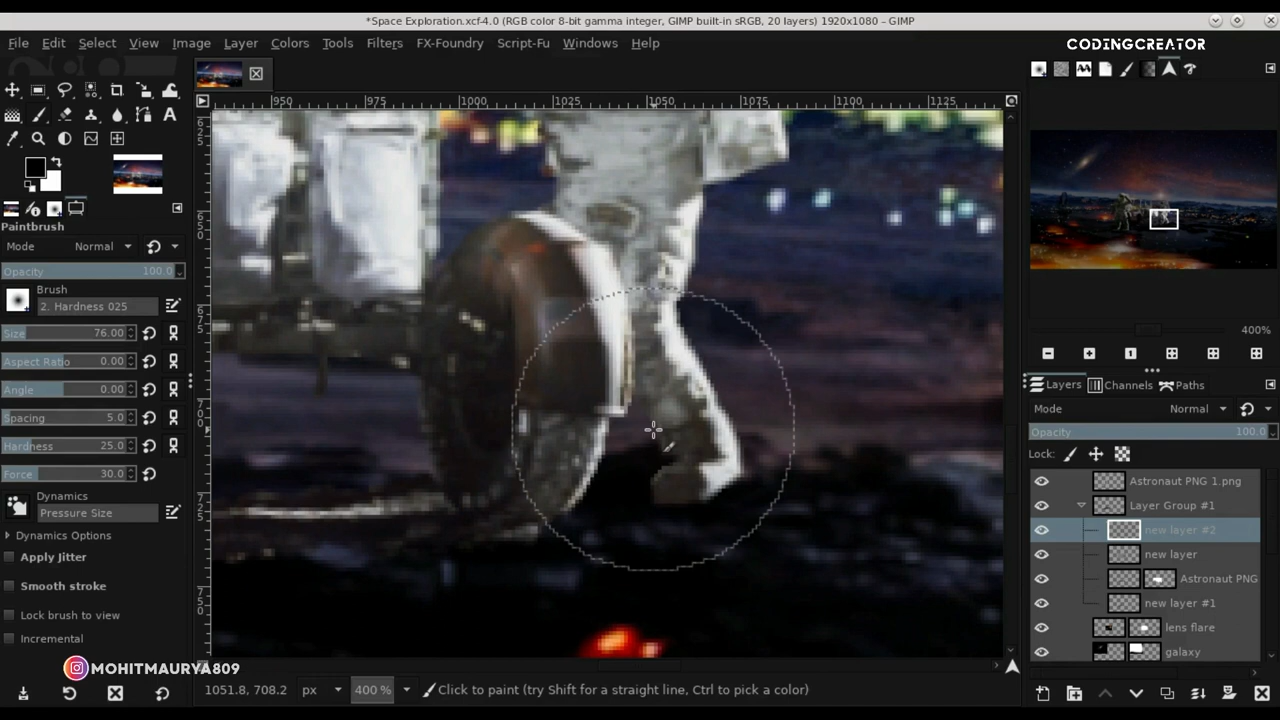 *Space Exploration.xcf-4.0 (RGB color 8-bit gamma integer, GIMP built-in sRGB, 20 layers) 1920x1080 – GIMP
File Edit Select View Image Layer Colors Tools Filters FX-Foundry Script-Fu Windows Help
CODINGCREATOR
950 975 1000 1025 1050 1075 1100 1125
625
650
675
700
725
750
Paintbrush
Mode Normal
Opacity 100.0
Brush
2. Hardness 025
Size 76.00
Aspect Ratio 0.00
Angle 0.00
Spacing 5.0
Hardness 25.0
Force 30.0
Dynamics
Pressure Size
Dynamics Options
Apply Jitter
Smooth stroke
Lock brush to view
Incremental
MOHITMAURYA809
1051.8, 708.2 px 400 % Click to paint (try Shift for a straight line, Ctrl to pick a color)
400%
Layers Channels Paths
Mode Normal
Opacity 100.0
Lock:
Astronaut PNG 1.png
Layer Group #1
new layer #2
new layer
Astronaut PNG
new layer #1
lens flare
galaxy